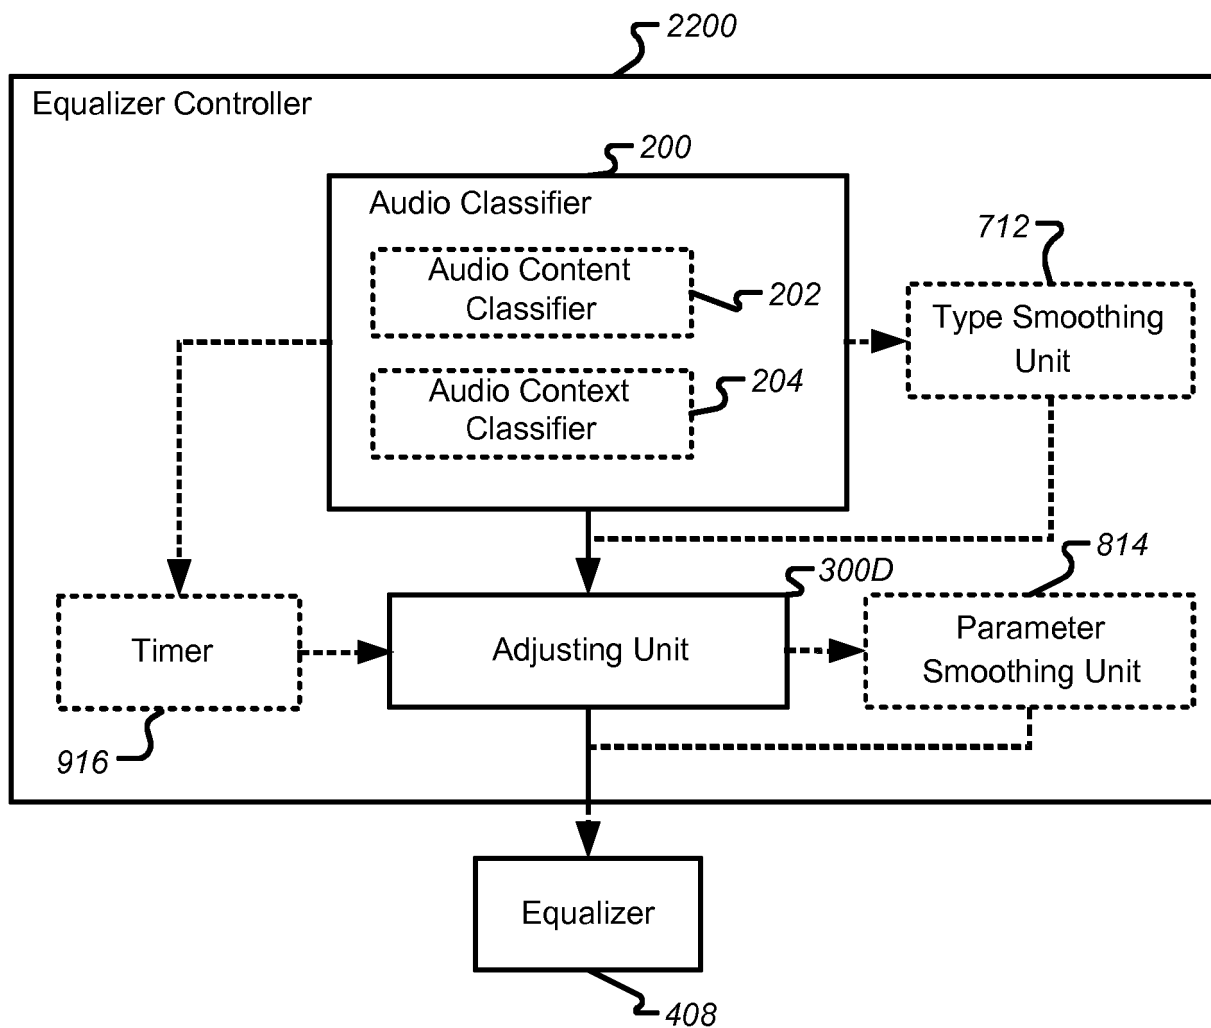 2200
Equalizer Controller
200
Audio Classifier
712
Audio Content
Classifier
202
Type Smoothing
Unit
204
Audio Context
Classifier
814
300D
Timer
Adjusting Unit
Parameter
Smoothing Unit
916
Equalizer
408